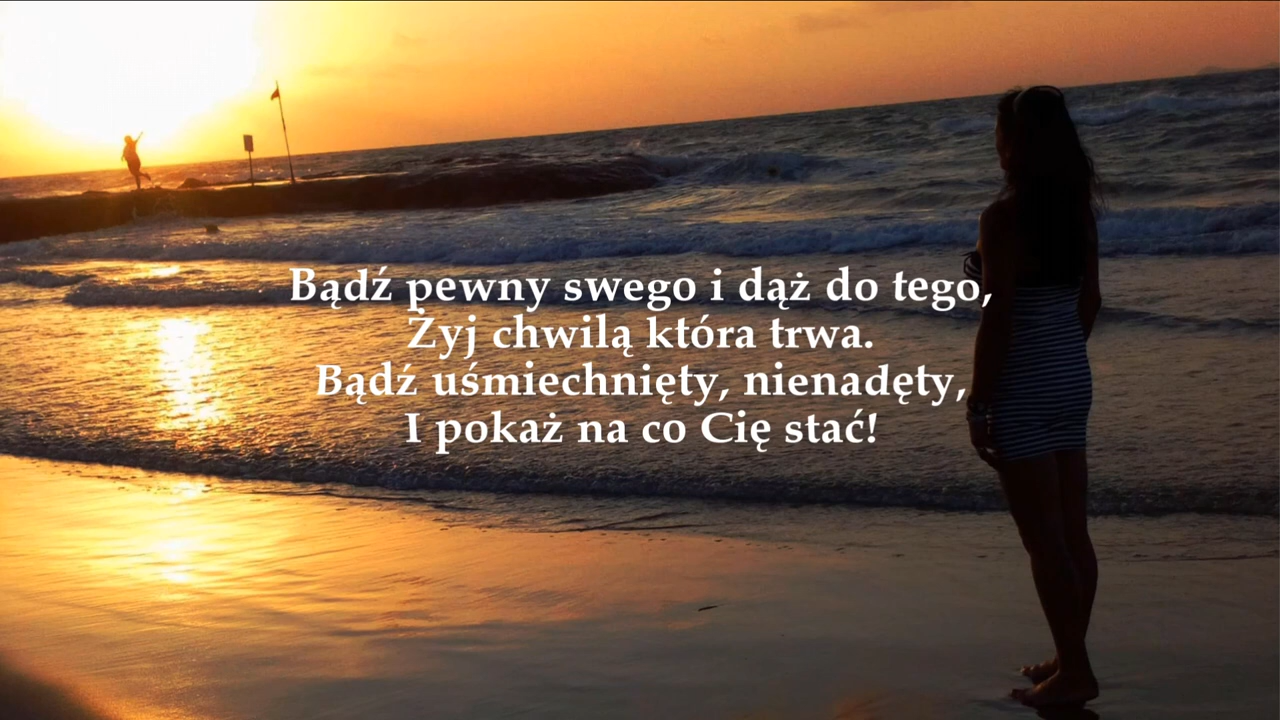 Bądź pewny swego i dąż do tego,
Żyj chwilą która trwa.
Bądź uśmiechnięty, nienadęty,
I pokaż na co Cię stać!